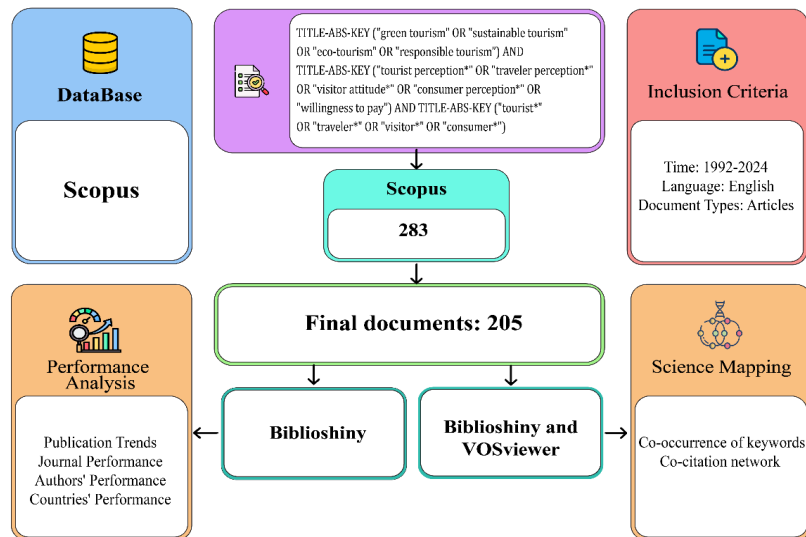 DataBase
Scopus
TITLE-ABS-KEY ("green tourism" OR "sustainable tourism"
OR "eco-tourism" OR "responsible tourism") AND
TITLE-ABS-KEY ("tourist perception*" OR "traveler perception*"
OR "visitor attitude*" OR "consumer perception*" OR
"willingness to pay") AND TITLE-ABS-KEY ("tourist*"
OR "traveler*" OR "visitor*" OR "consumer*")
Inclusion Criteria
Time: 1992-2024
Language: English
Document Types: Articles
Scopus
283
Final documents: 205
Performance
Analysis
Publication Trends
Journal Performance
Authors' Performance
Countries' Performance
Biblioshiny
Biblioshiny and
VOSviewer
Science Mapping
Co-occurrence of keywords
Co-citation network